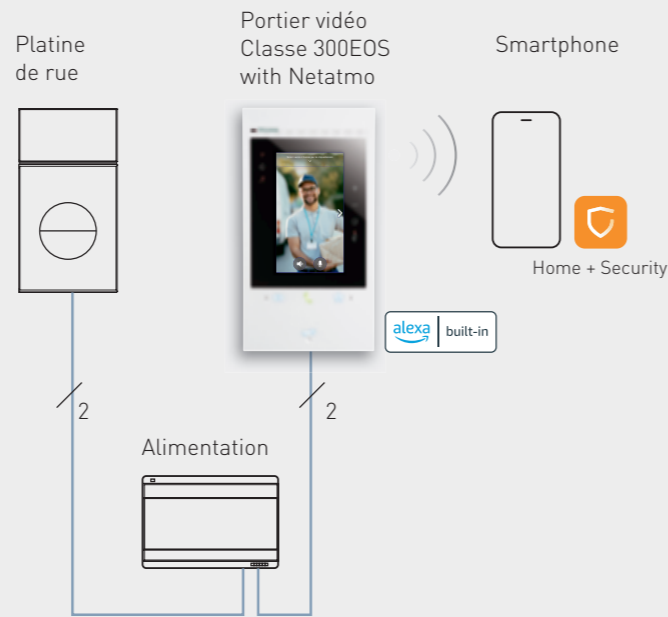 Platine
de rue
Portier vidéo
Classe 300EOS
with Netatmo
Smartphone
Home + Security
alexa built-in
2
2
Alimentation